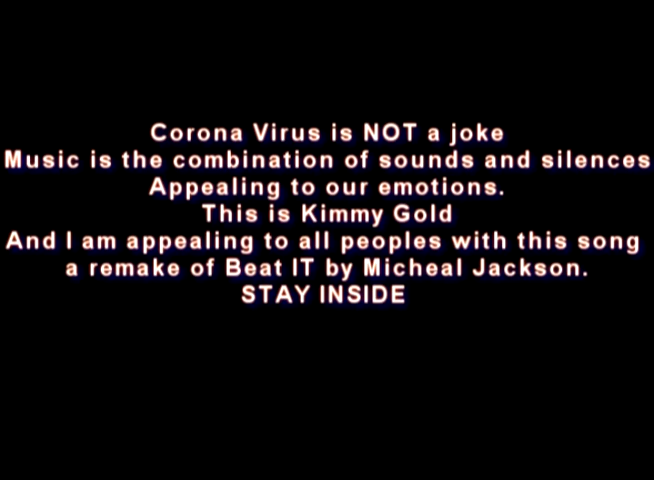 Corona Virus is NOT a joke
Music is the combination of sounds and silences
Appealing to our emotions.
This is Kimmy Gold
And I am appealing to all peoples with this song
a remake of Beat IT by Micheal Jackson.
STAY INSIDE